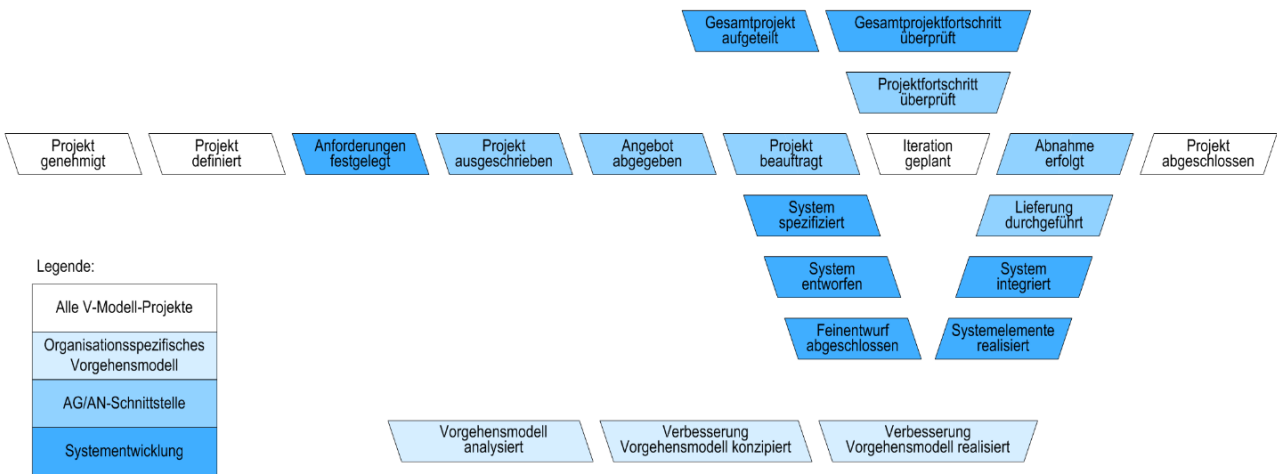 Gesamtprojekt
aufgeteilt
Gesamtprojektfortschritt
überprüft
Projektfortschritt
überprüft
Projekt
genehmigt
Projekt
definiert
Anforderungen
festgelegt
Projekt
ausgeschrieben
Angebot
abgegeben
Projekt
beauftragt
Iteration
geplant
Abnahme
erfolgt
Projekt
abgeschlossen
System
spezifiziert
Lieferung
durchgeführt
System
entworfen
System
integriert
Feinentwurf
abgeschlossen
Systemelemente
realisiert
Legende:
Alle V-Modell-Projekte
Organisationsspezifisches
Vorgehensmodell
AG/AN-Schnittstelle
Systementwicklung
Vorgehensmodell
analysiert
Verbesserung
Vorgehensmodell konzipiert
Verbesserung
Vorgehensmodell realisiert